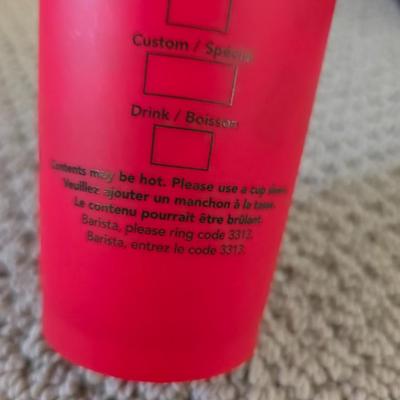 Custom / Spécial
Drink / Boisson
Contents may be hot. Please use a cup sleeve.
Veuillez ajouter un manchon à la tasse.
Le contenu pourrait être brûlant.
Barista, please ring code 3313.
Barista, entrez le code 3313.